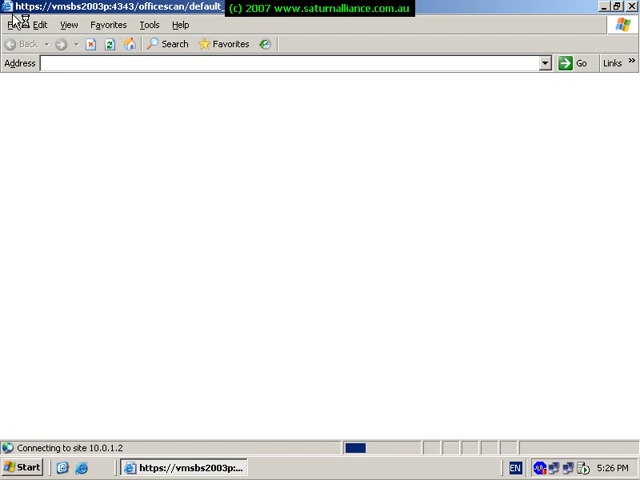 https://vmsbs2003p:4343/officescan/default_
(c) 2007 www.saturnalliance.com.au
Edit View Favorites Tools Help
Back Search Favorites
Address Go Links »
Connecting to site 10.0.1.2
Start https://vmsbs2003p:... EN 5:26 PM